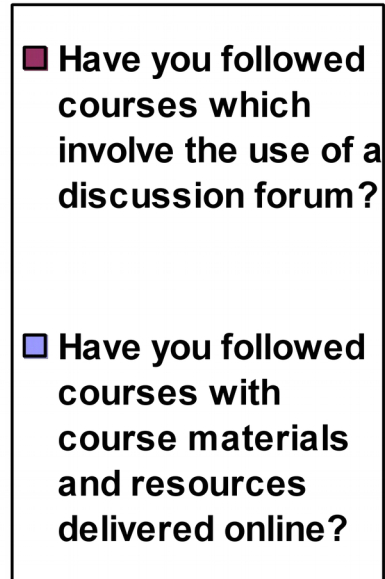 Have you followed
courses which
involve the use of a
discussion forum?
Have you followed
courses with
course materials
and resources
delivered online?